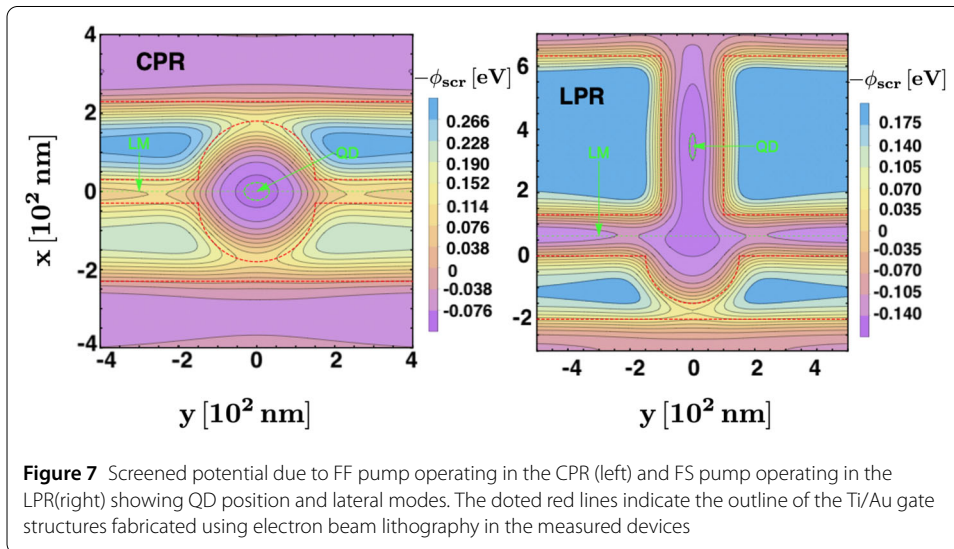 CPR
LM
QD
4
2
0
-2
-4
-4
-2
0
2
4
x [10² nm]
y [10² nm]
−ϕscr [eV]
0.266
0.228
0.190
0.152
0.114
0.076
0.038
0
-0.038
-0.076
LPR
LM
QD
6
4
2
0
-2
-4
-2
0
2
4
y [10² nm]
−ϕscr [eV]
0.175
0.140
0.105
0.070
0.035
0
-0.035
-0.070
-0.105
-0.140
Figure 7 Screened potential due to FF pump operating in the CPR (left) and FS pump operating in the
LPR(right) showing QD position and lateral modes. The doted red lines indicate the outline of the Ti/Au gate
structures fabricated using electron beam lithography in the measured devices